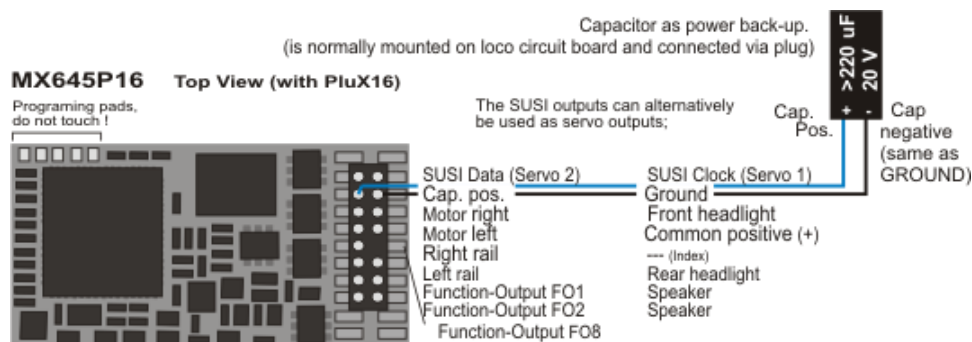 Capacitor as power back-up.
(is normally mounted on loco circuit board and connected via plug)
>220 uF
20 V
+ -
MX645P16 Top View (with PluX16)
Programing pads,
do not touch !
The SUSI outputs can alternatively
be used as servo outputs;
Cap.
Pos.
Cap
negative
(same as
GROUND)
SUSI Data (Servo 2) SUSI Clock (Servo 1)
Cap. pos. Ground
Motor right Front headlight
Motor left Common positive (+)
Right rail --- (Index)
Left rail Rear headlight
Function-Output FO1 Speaker
Function-Output FO2 Speaker
Function-Output FO8